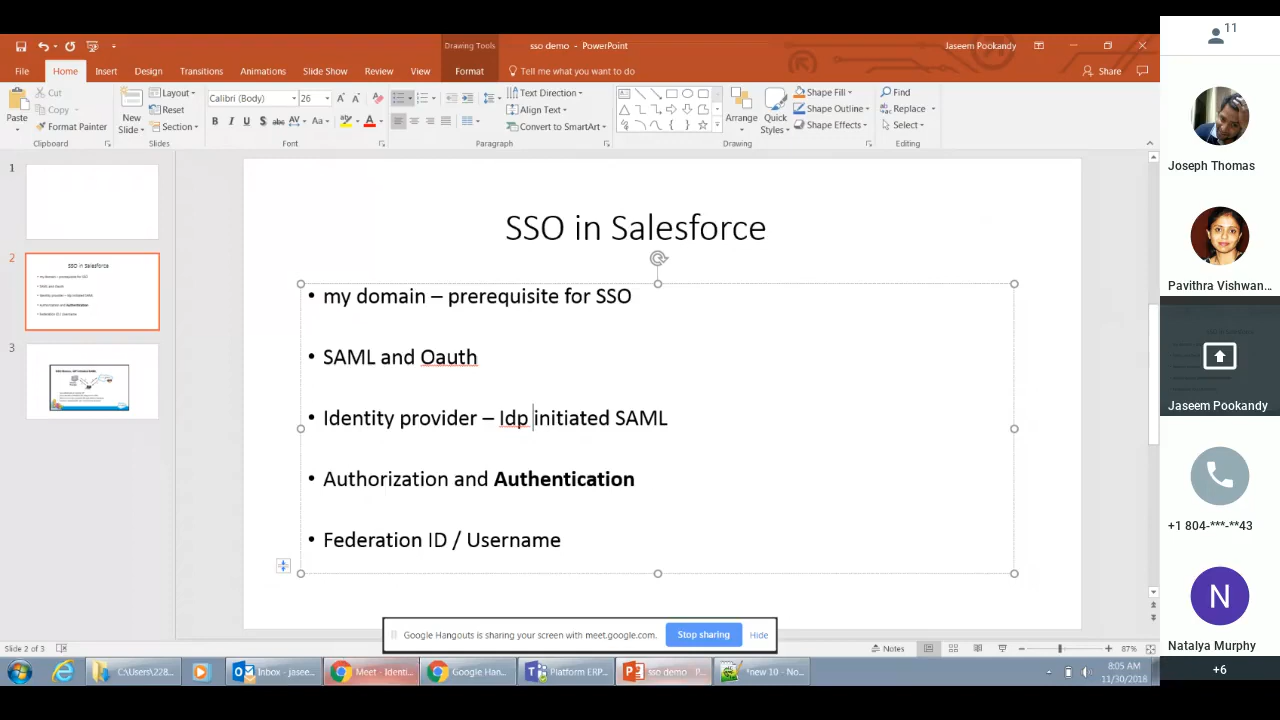 Drawing Tools
sso demo - PowerPoint
Jaseem Pookandy
File Home Insert Design Transitions Animations Slide Show Review View Format Tell me what you want to do Share
Paste
Cut
Copy
Format Painter
Clipboard
New Slide
Layout
Reset
Section
Slides
Calibri (Body) 26
Font
Text Direction
Align Text
Convert to SmartArt
Paragraph
Arrange
Quick Styles
Shape Fill
Shape Outline
Shape Effects
Drawing
Find
Replace
Select
Editing
1
2
3
SSO in Salesforce
• my domain – prerequisite for SSO
• SAML and Oauth
• Identity provider – Idp initiated SAML
• Authorization and Authentication
• Federation ID / Username
Google Hangouts is sharing your screen with meet.google.com. Stop sharing Hide
Slide 2 of 3
Notes
87%
C:\Users\228...
Inbox - jasee...
Meet - Identi...
Google Han...
Platform ERP...
sso demo - P...
*new 10 - No...
8:05 AM
11/30/2018
11
Joseph Thomas
Pavithra Vishwan...
Jaseem Pookandy
+1 804-***-**43
N
Natalya Murphy
+6